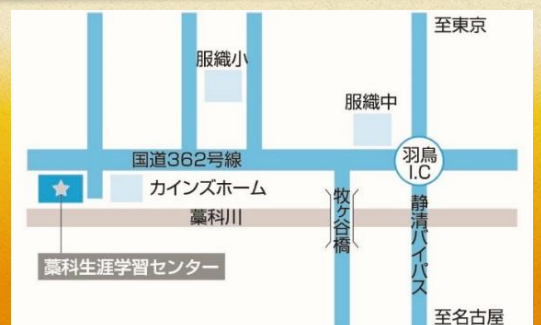 至東京
服織小
服織中
国道362号線
羽鳥
I.C
カインズホーム
牧ヶ谷橋
静清バイパス
藁科川
藁科生涯学習センター
至名古屋